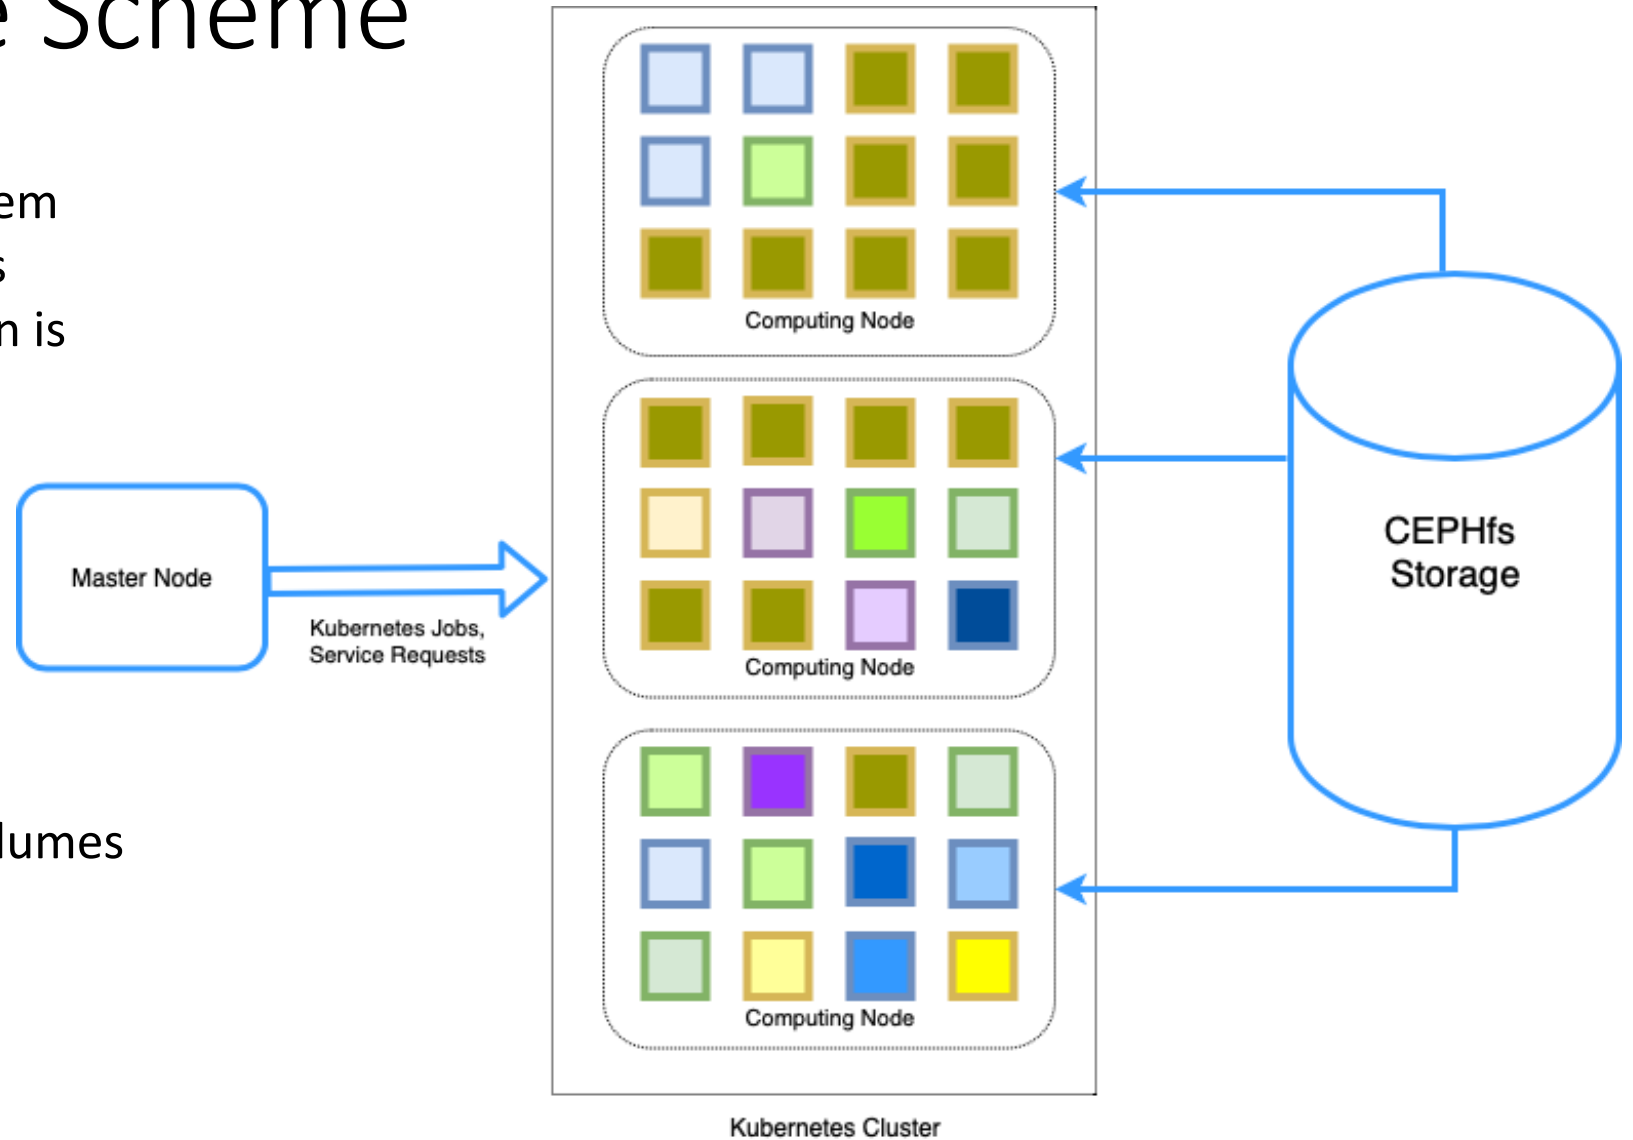 e Scheme
em
s
n is
lumes
Master Node
Kubernetes Jobs,
Service Requests
Computing Node
Computing Node
Computing Node
Kubernetes Cluster
CEPHfs
Storage